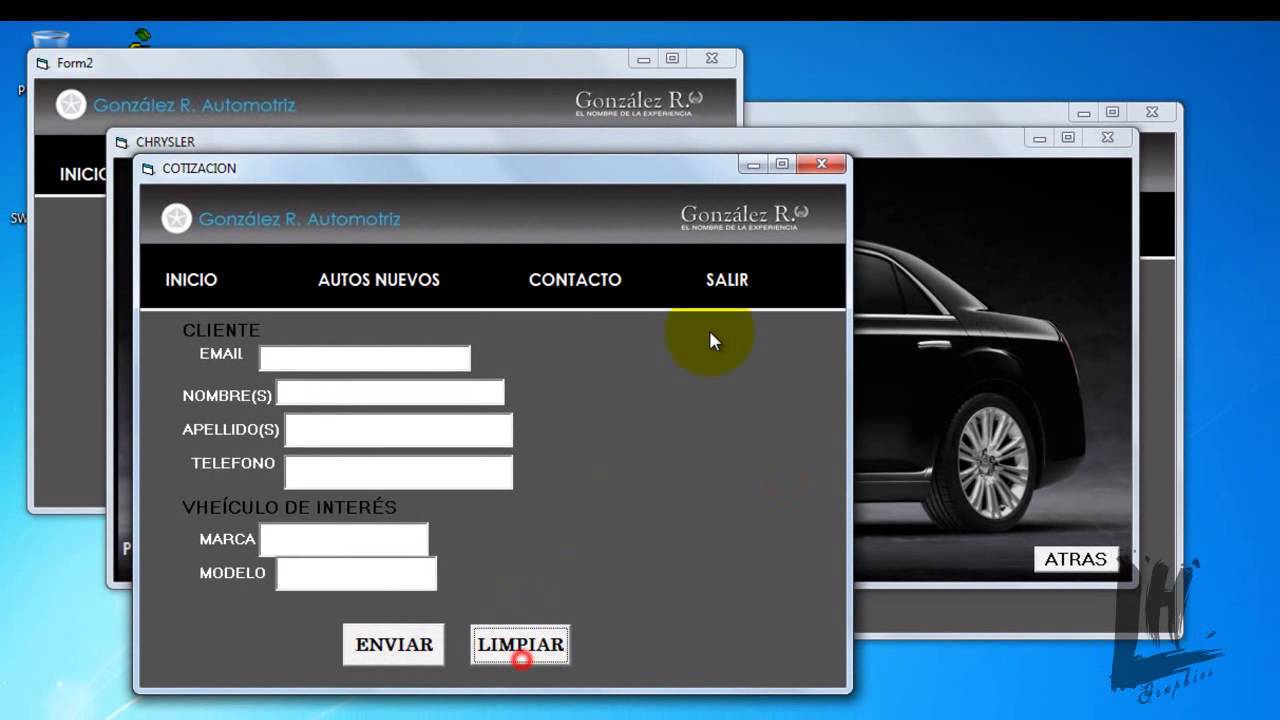 P
SW
Form2
González R. Automotriz
González R.
EL NOMBRE DE LA EXPERIENCIA
INICIO
CHRYSLER
P
ATRAS
COTIZACION
González R. Automotriz
González R.
EL NOMBRE DE LA EXPERIENCIA
INICIO AUTOS NUEVOS CONTACTO SALIR
CLIENTE
EMAIL
NOMBRE(S)
APELLIDO(S)
TELEFONO
VHEÍCULO DE INTERÉS
MARCA
MODELO
ENVIAR LIMPIAR
LH
Graphics